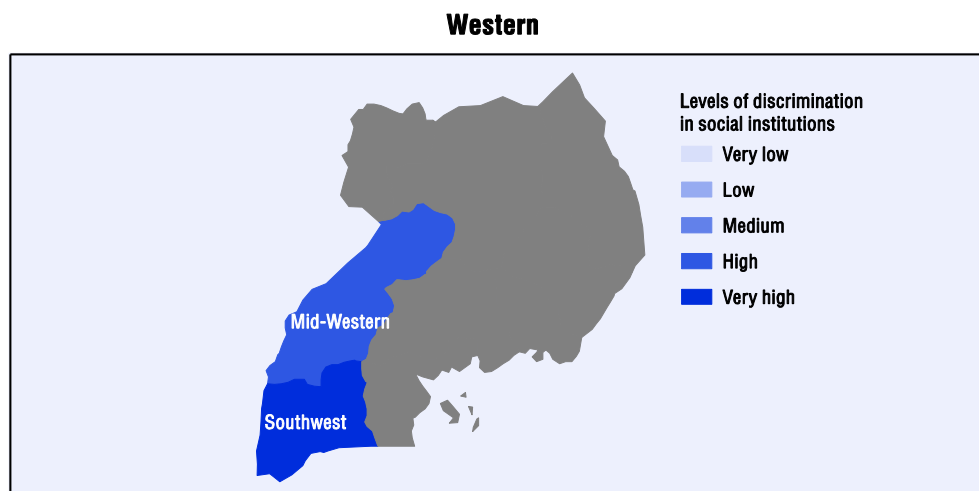 Western
Levels of discrimination
in social institutions
Very low
Low
Medium
High
Very high
Mid-Western
Southwest